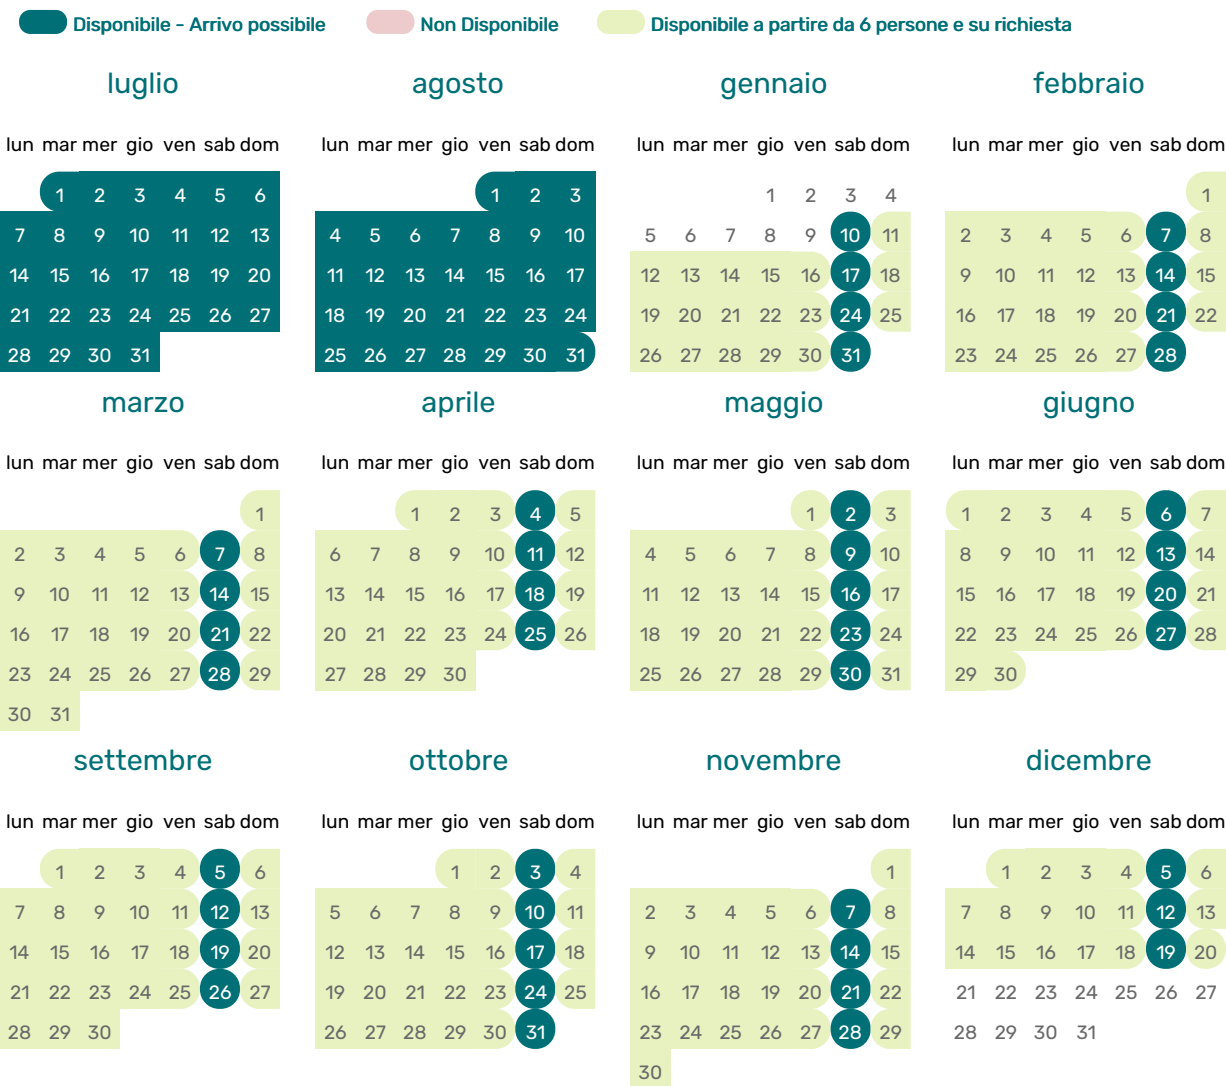 Disponibile - Arrivo possibile Non Disponibile Disponibile a partire da 6 persone e su richiesta
luglio
lun mar mer gio ven sab dom
1 2 3 4 5 6
7 8 9 10 11 12 13
14 15 16 17 18 19 20
21 22 23 24 25 26 27
28 29 30 31
agosto
lun mar mer gio ven sab dom
1 2 3
4 5 6 7 8 9 10
11 12 13 14 15 16 17
18 19 20 21 22 23 24
25 26 27 28 29 30 31
gennaio
lun mar mer gio ven sab dom
1 2 3 4
5 6 7 8 9 10 11
12 13 14 15 16 17 18
19 20 21 22 23 24 25
26 27 28 29 30 31
febbraio
lun mar mer gio ven sab dom
1
2 3 4 5 6 7 8
9 10 11 12 13 14 15
16 17 18 19 20 21 22
23 24 25 26 27 28
marzo
lun mar mer gio ven sab dom
1
2 3 4 5 6 7 8
9 10 11 12 13 14 15
16 17 18 19 20 21 22
23 24 25 26 27 28 29
30 31
aprile
lun mar mer gio ven sab dom
1 2 3 4 5
6 7 8 9 10 11 12
13 14 15 16 17 18 19
20 21 22 23 24 25 26
27 28 29 30
maggio
lun mar mer gio ven sab dom
1 2 3
4 5 6 7 8 9 10
11 12 13 14 15 16 17
18 19 20 21 22 23 24
25 26 27 28 29 30 31
giugno
lun mar mer gio ven sab dom
1 2 3 4 5 6 7
8 9 10 11 12 13 14
15 16 17 18 19 20 21
22 23 24 25 26 27 28
29 30
settembre
lun mar mer gio ven sab dom
1 2 3 4 5 6
7 8 9 10 11 12 13
14 15 16 17 18 19 20
21 22 23 24 25 26 27
28 29 30
ottobre
lun mar mer gio ven sab dom
1 2 3 4
5 6 7 8 9 10 11
12 13 14 15 16 17 18
19 20 21 22 23 24 25
26 27 28 29 30 31
novembre
lun mar mer gio ven sab dom
1
2 3 4 5 6 7 8
9 10 11 12 13 14 15
16 17 18 19 20 21 22
23 24 25 26 27 28 29
30
dicembre
lun mar mer gio ven sab dom
1 2 3 4 5 6
7 8 9 10 11 12 13
14 15 16 17 18 19 20
21 22 23 24 25 26 27
28 29 30 31